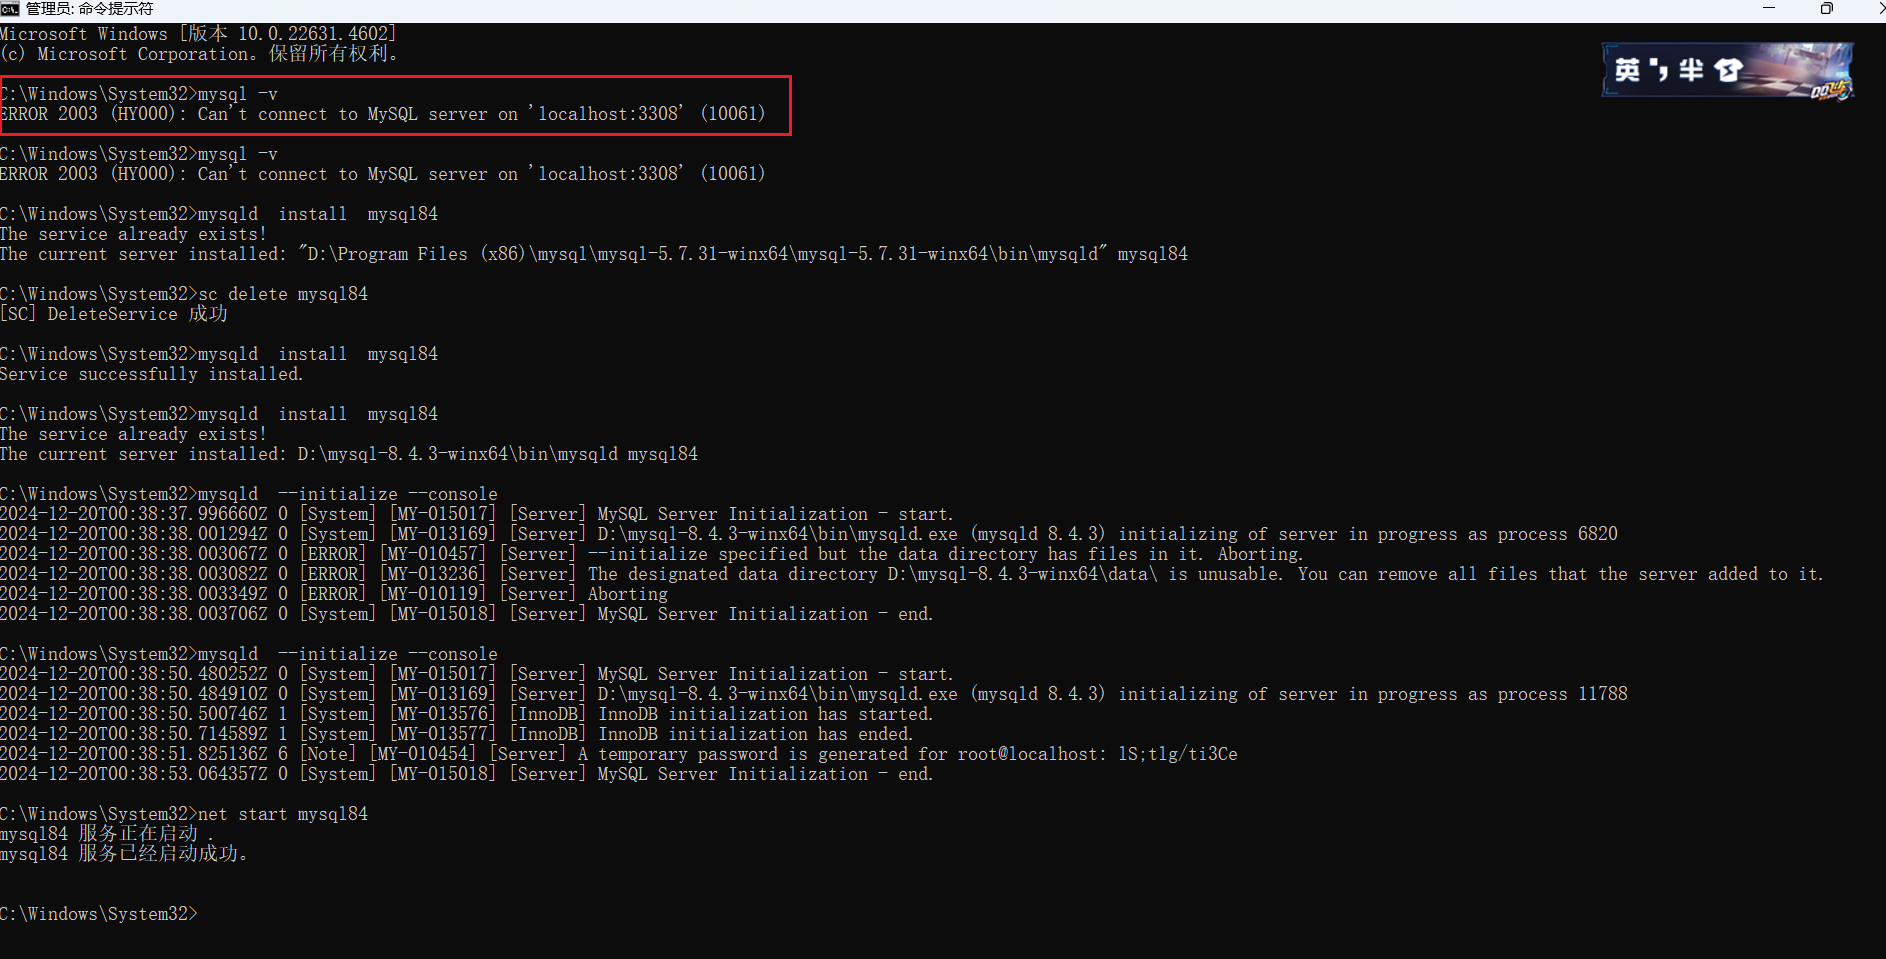 管理员: 命令提示符
Microsoft Windows [版本 10.0.22631.4602]
(c) Microsoft Corporation。保留所有权利。
英 半
QQ飞车
C:\Windows\System32>mysql -v
ERROR 2003 (HY000): Can't connect to MySQL server on 'localhost:3308' (10061)
C:\Windows\System32>mysql -v
ERROR 2003 (HY000): Can't connect to MySQL server on 'localhost:3308' (10061)
C:\Windows\System32>mysqld  install  mysql84
The service already exists!
The current server installed: "D:\Program Files (x86)\mysql\mysql-5.7.31-winx64\mysql-5.7.31-winx64\bin\mysqld" mysql84
C:\Windows\System32>sc delete mysql84
[SC] DeleteService 成功
C:\Windows\System32>mysqld  install  mysql84
Service successfully installed.
C:\Windows\System32>mysqld  install  mysql84
The service already exists!
The current server installed: D:\mysql-8.4.3-winx64\bin\mysqld mysql84
C:\Windows\System32>mysqld  --initialize --console
2024-12-20T00:38:37.996660Z 0 [System] [MY-015017] [Server] MySQL Server Initialization - start.
2024-12-20T00:38:38.001294Z 0 [System] [MY-013169] [Server] D:\mysql-8.4.3-winx64\bin\mysqld.exe (mysqld 8.4.3) initializing of server in progress as process 6820
2024-12-20T00:38:38.003067Z 0 [ERROR] [MY-010457] [Server] --initialize specified but the data directory has files in it. Aborting.
2024-12-20T00:38:38.003082Z 0 [ERROR] [MY-013236] [Server] The designated data directory D:\mysql-8.4.3-winx64\data\ is unusable. You can remove all files that the server added to it.
2024-12-20T00:38:38.003349Z 0 [ERROR] [MY-010119] [Server] Aborting
2024-12-20T00:38:38.003706Z 0 [System] [MY-015018] [Server] MySQL Server Initialization - end.
C:\Windows\System32>mysqld  --initialize --console
2024-12-20T00:38:50.480252Z 0 [System] [MY-015017] [Server] MySQL Server Initialization - start.
2024-12-20T00:38:50.484910Z 0 [System] [MY-013169] [Server] D:\mysql-8.4.3-winx64\bin\mysqld.exe (mysqld 8.4.3) initializing of server in progress as process 11788
2024-12-20T00:38:50.500746Z 1 [System] [MY-013576] [InnoDB] InnoDB initialization has started.
2024-12-20T00:38:50.714589Z 1 [System] [MY-013577] [InnoDB] InnoDB initialization has ended.
2024-12-20T00:38:51.825136Z 6 [Note] [MY-010454] [Server] A temporary password is generated for root@localhost: lS;tlg/ti3Ce
2024-12-20T00:38:53.064357Z 0 [System] [MY-015018] [Server] MySQL Server Initialization - end.
C:\Windows\System32>net start mysql84
mysql84 服务正在启动 .
mysql84 服务已经启动成功。
C:\Windows\System32>